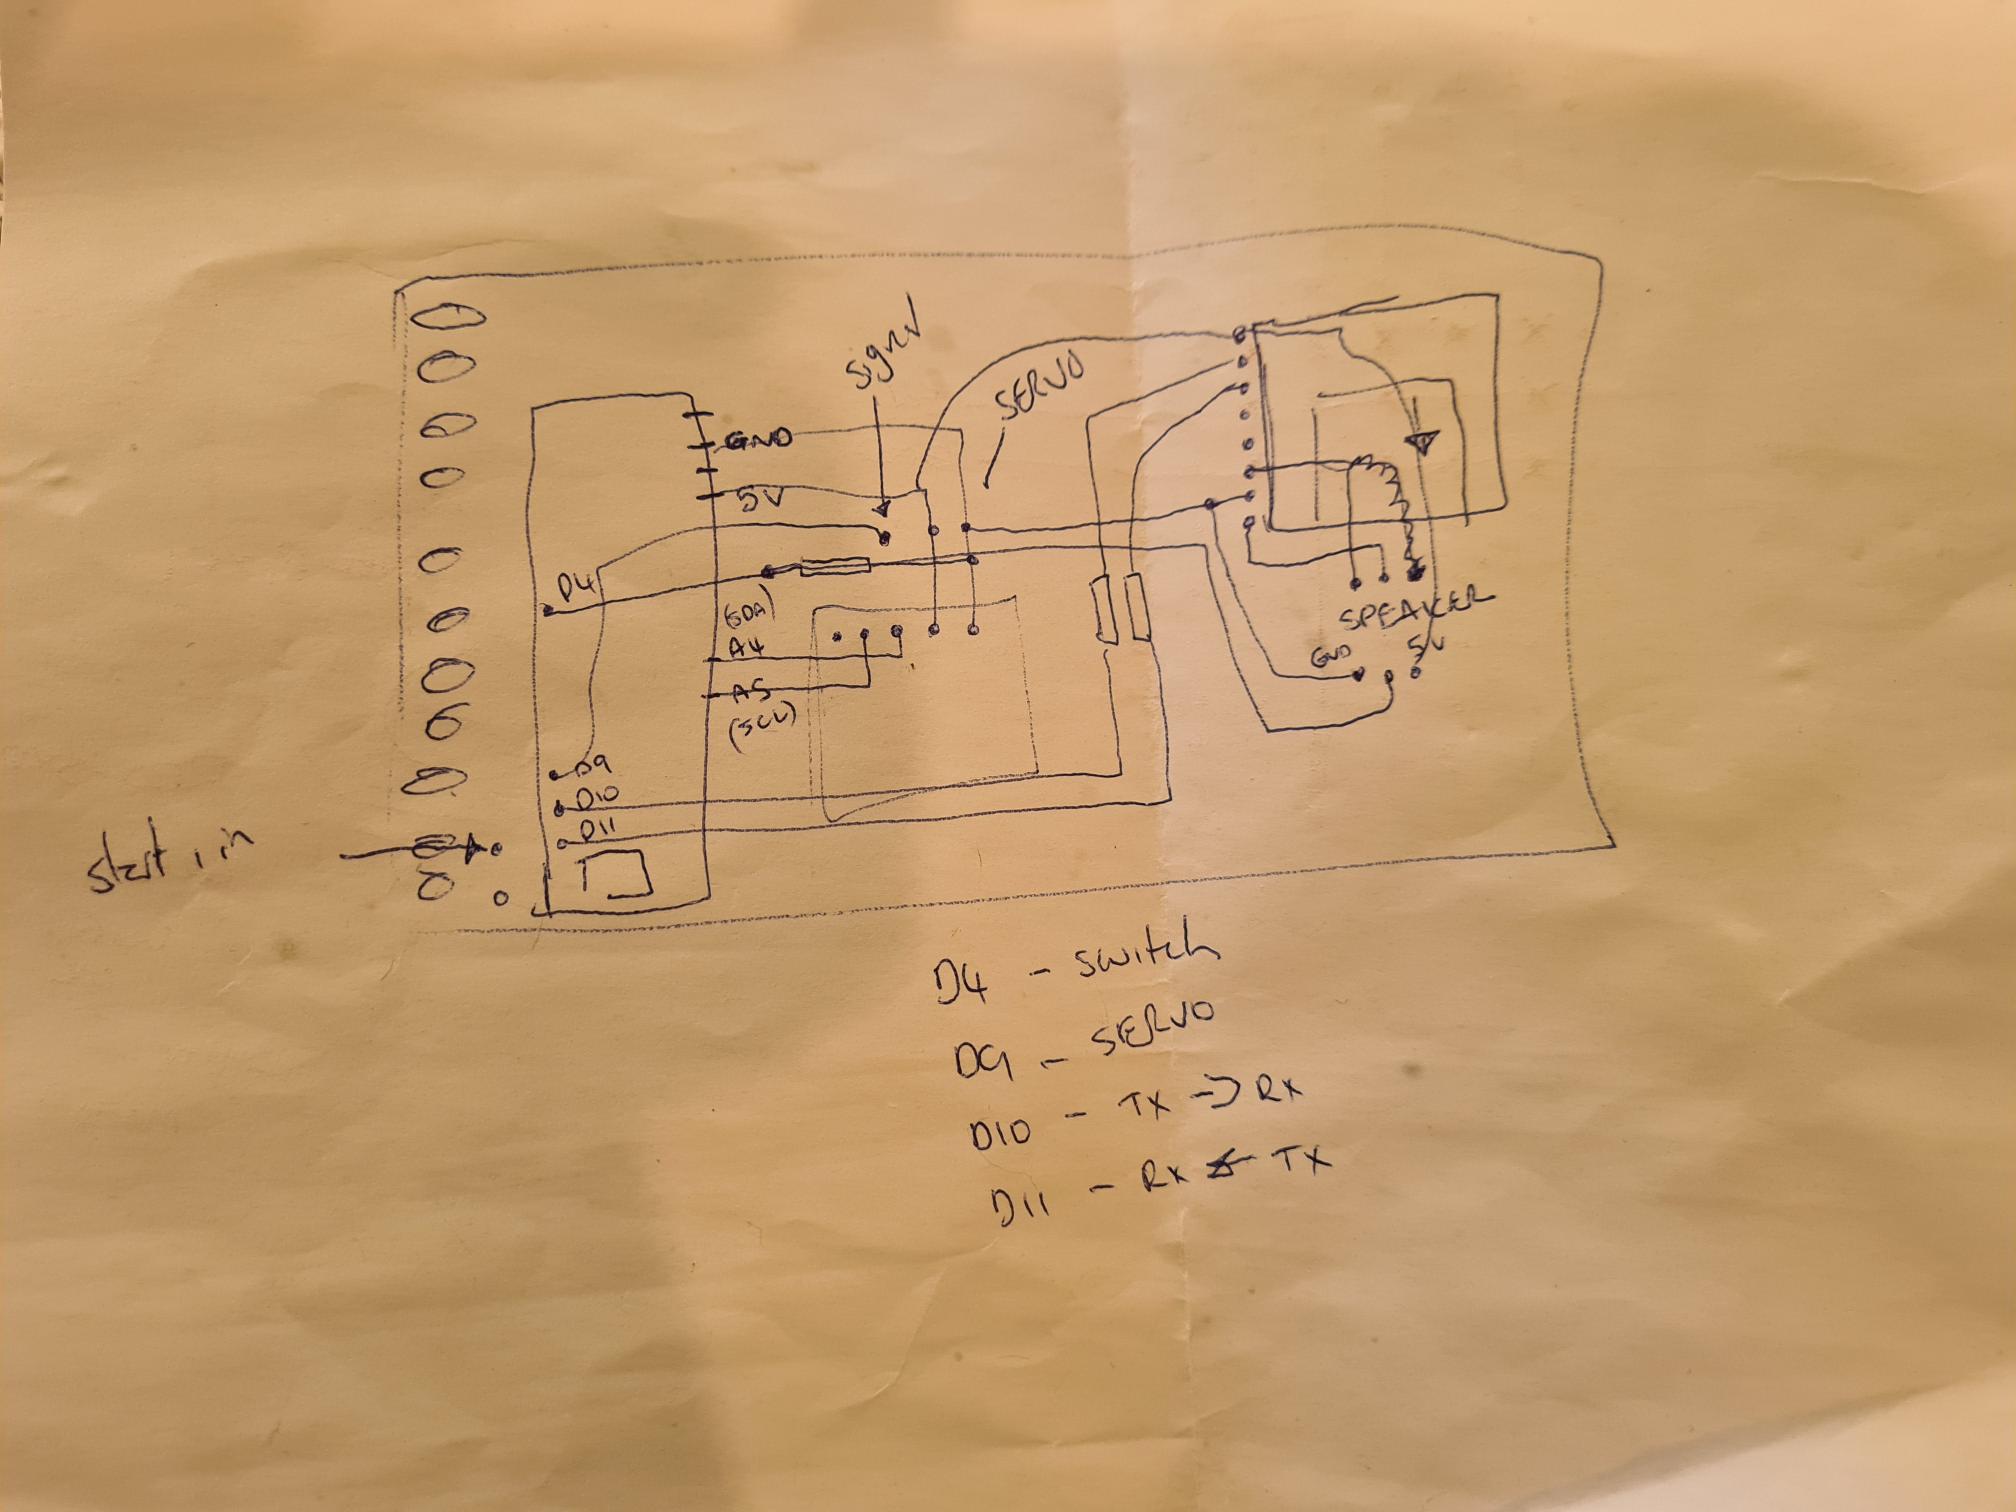 Signal
SERVO
GND
5V
D4
(SDA)
A4
A5
(SCL)
SPEAKER
GND
5V
D9
D10
D11
start , in
D4 - switch
D9 - SERVO
D10 - TX -> RX
D11 - RX <- TX